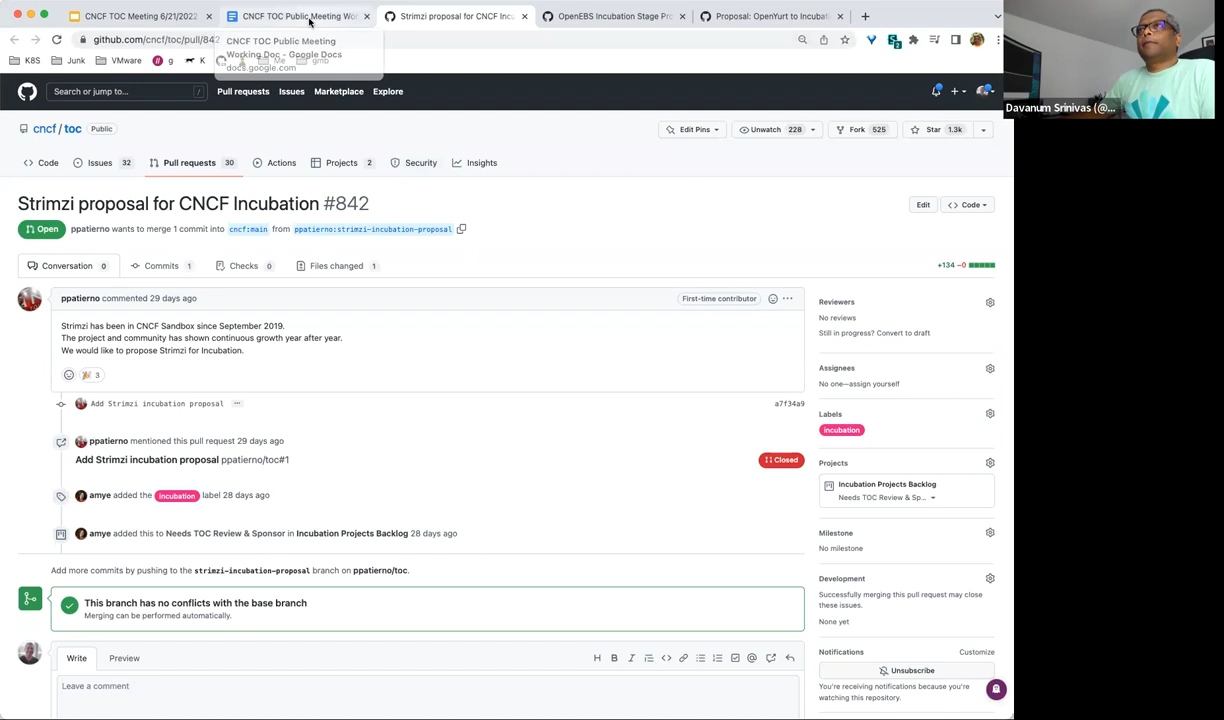 CNCF TOC Meeting 6/21/2022
CNCF TOC Public Meeting Wor
Strimzi proposal for CNCF Incu
OpenEBS Incubation Stage Pro
Proposal: OpenYurt to Incubati
github.com/cncf/toc/pull/842
CNCF TOC Public Meeting
Working Doc - Google Docs
docs.google.com
K8S
Junk
VMware
g
K
Me
gmb
Search or jump to...
/
Pull requests
Issues
Marketplace
Explore
Davanum Srinivas (@...
cncf / toc
Public
Edit Pins
Unwatch 228
Fork 525
Star 1.3k
Code
Issues 32
Pull requests 30
Actions
Projects 2
Security
Insights
Strimzi proposal for CNCF Incubation #842
Edit
Code
Open
ppatierno wants to merge 1 commit into cncf:main from ppatierno:strimzi-incubation-proposal
Conversation 0
Commits 1
Checks 0
Files changed 1
+134 −0
ppatierno commented 29 days ago
First-time contributor
Strimzi has been in CNCF Sandbox since September 2019.
The project and community has shown continuous growth year after year.
We would like to propose Strimzi for Incubation.
3
Add Strimzi incubation proposal
a7f34a9
ppatierno mentioned this pull request 29 days ago
Add Strimzi incubation proposal ppatierno/toc#1
Closed
amye added the incubation label 28 days ago
amye added this to Needs TOC Review & Sponsor in Incubation Projects Backlog 28 days ago
Add more commits by pushing to the strimzi-incubation-proposal branch on ppatierno/toc.
This branch has no conflicts with the base branch
Merging can be performed automatically.
Write
Preview
Leave a comment
Reviewers
No reviews
Still in progress? Convert to draft
Assignees
No one—assign yourself
Labels
incubation
Projects
Incubation Projects Backlog
Needs TOC Review & Sp...
Milestone
No milestone
Development
Successfully merging this pull request may close
these issues.
None yet
Notifications
Customize
Unsubscribe
You're receiving notifications because you're
watching this repository.